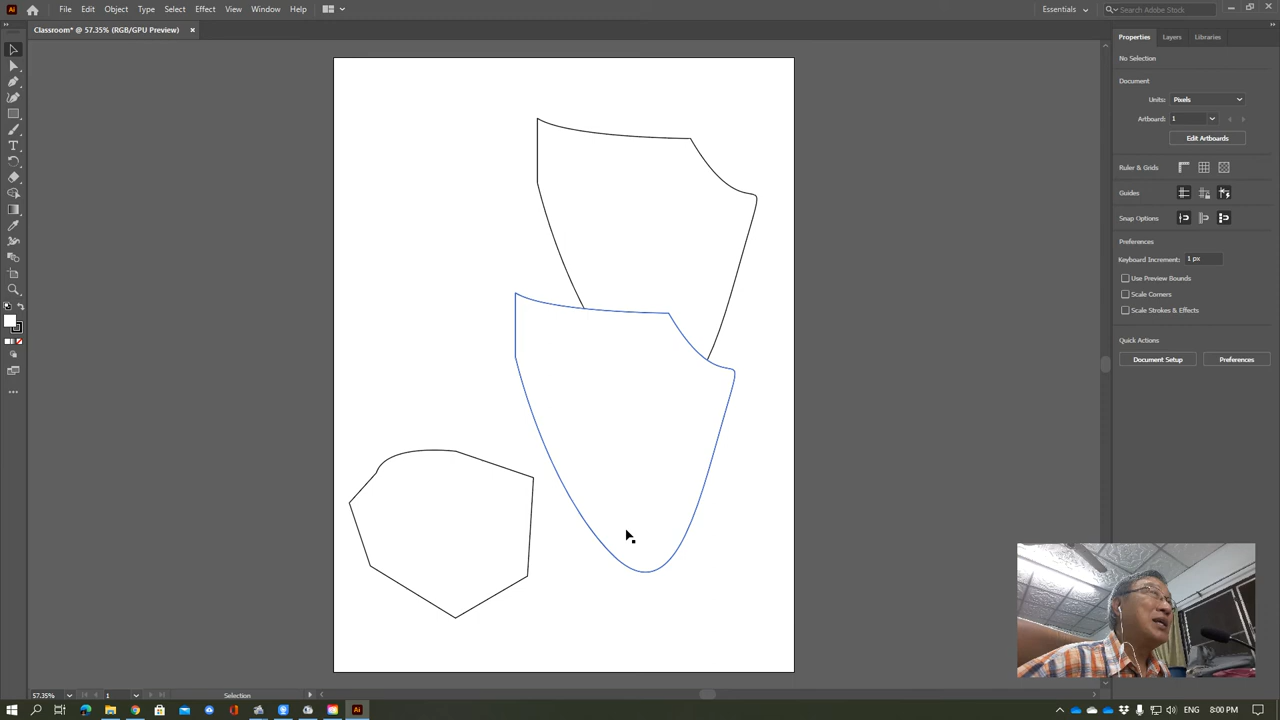 Ai File Edit Object Type Select Effect View Window Help Essentials Search Adobe Stock
Classroom* @ 57.35% (RGB/GPU Preview)
Properties Layers Libraries
No Selection
Document
Units: Pixels
Artboard: 1
Edit Artboards
Ruler & Grids
Guides
Snap Options
Preferences
Keyboard Increment: 1 px
Use Preview Bounds
Scale Corners
Scale Strokes & Effects
Quick Actions
Document Setup Preferences
57.35% 1 Selection
Ai ENG 8:00 PM